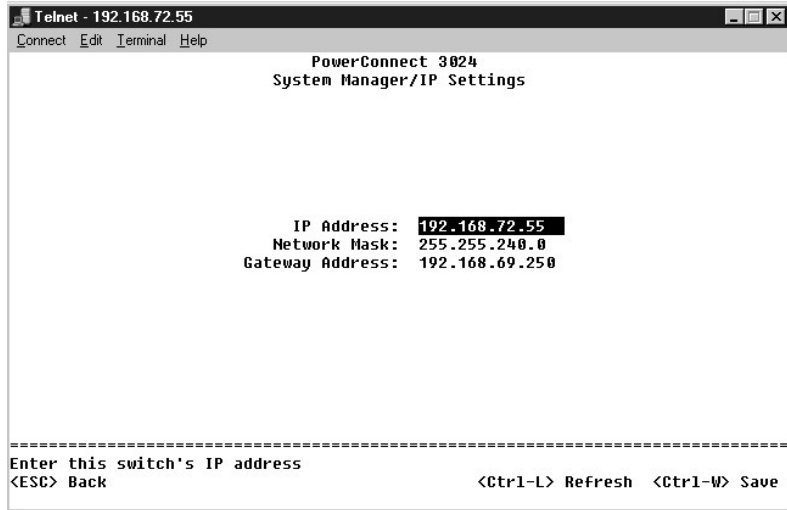 Telnet - 192.168.72.55
Connect Edit Terminal Help
PowerConnect 3024
System Manager/IP Settings
IP Address: 192.168.72.55
Network Mask: 255.255.240.0
Gateway Address: 192.168.69.250
================================================================================
Enter this switch's IP address
<ESC> Back <Ctrl-L> Refresh <Ctrl-W> Save